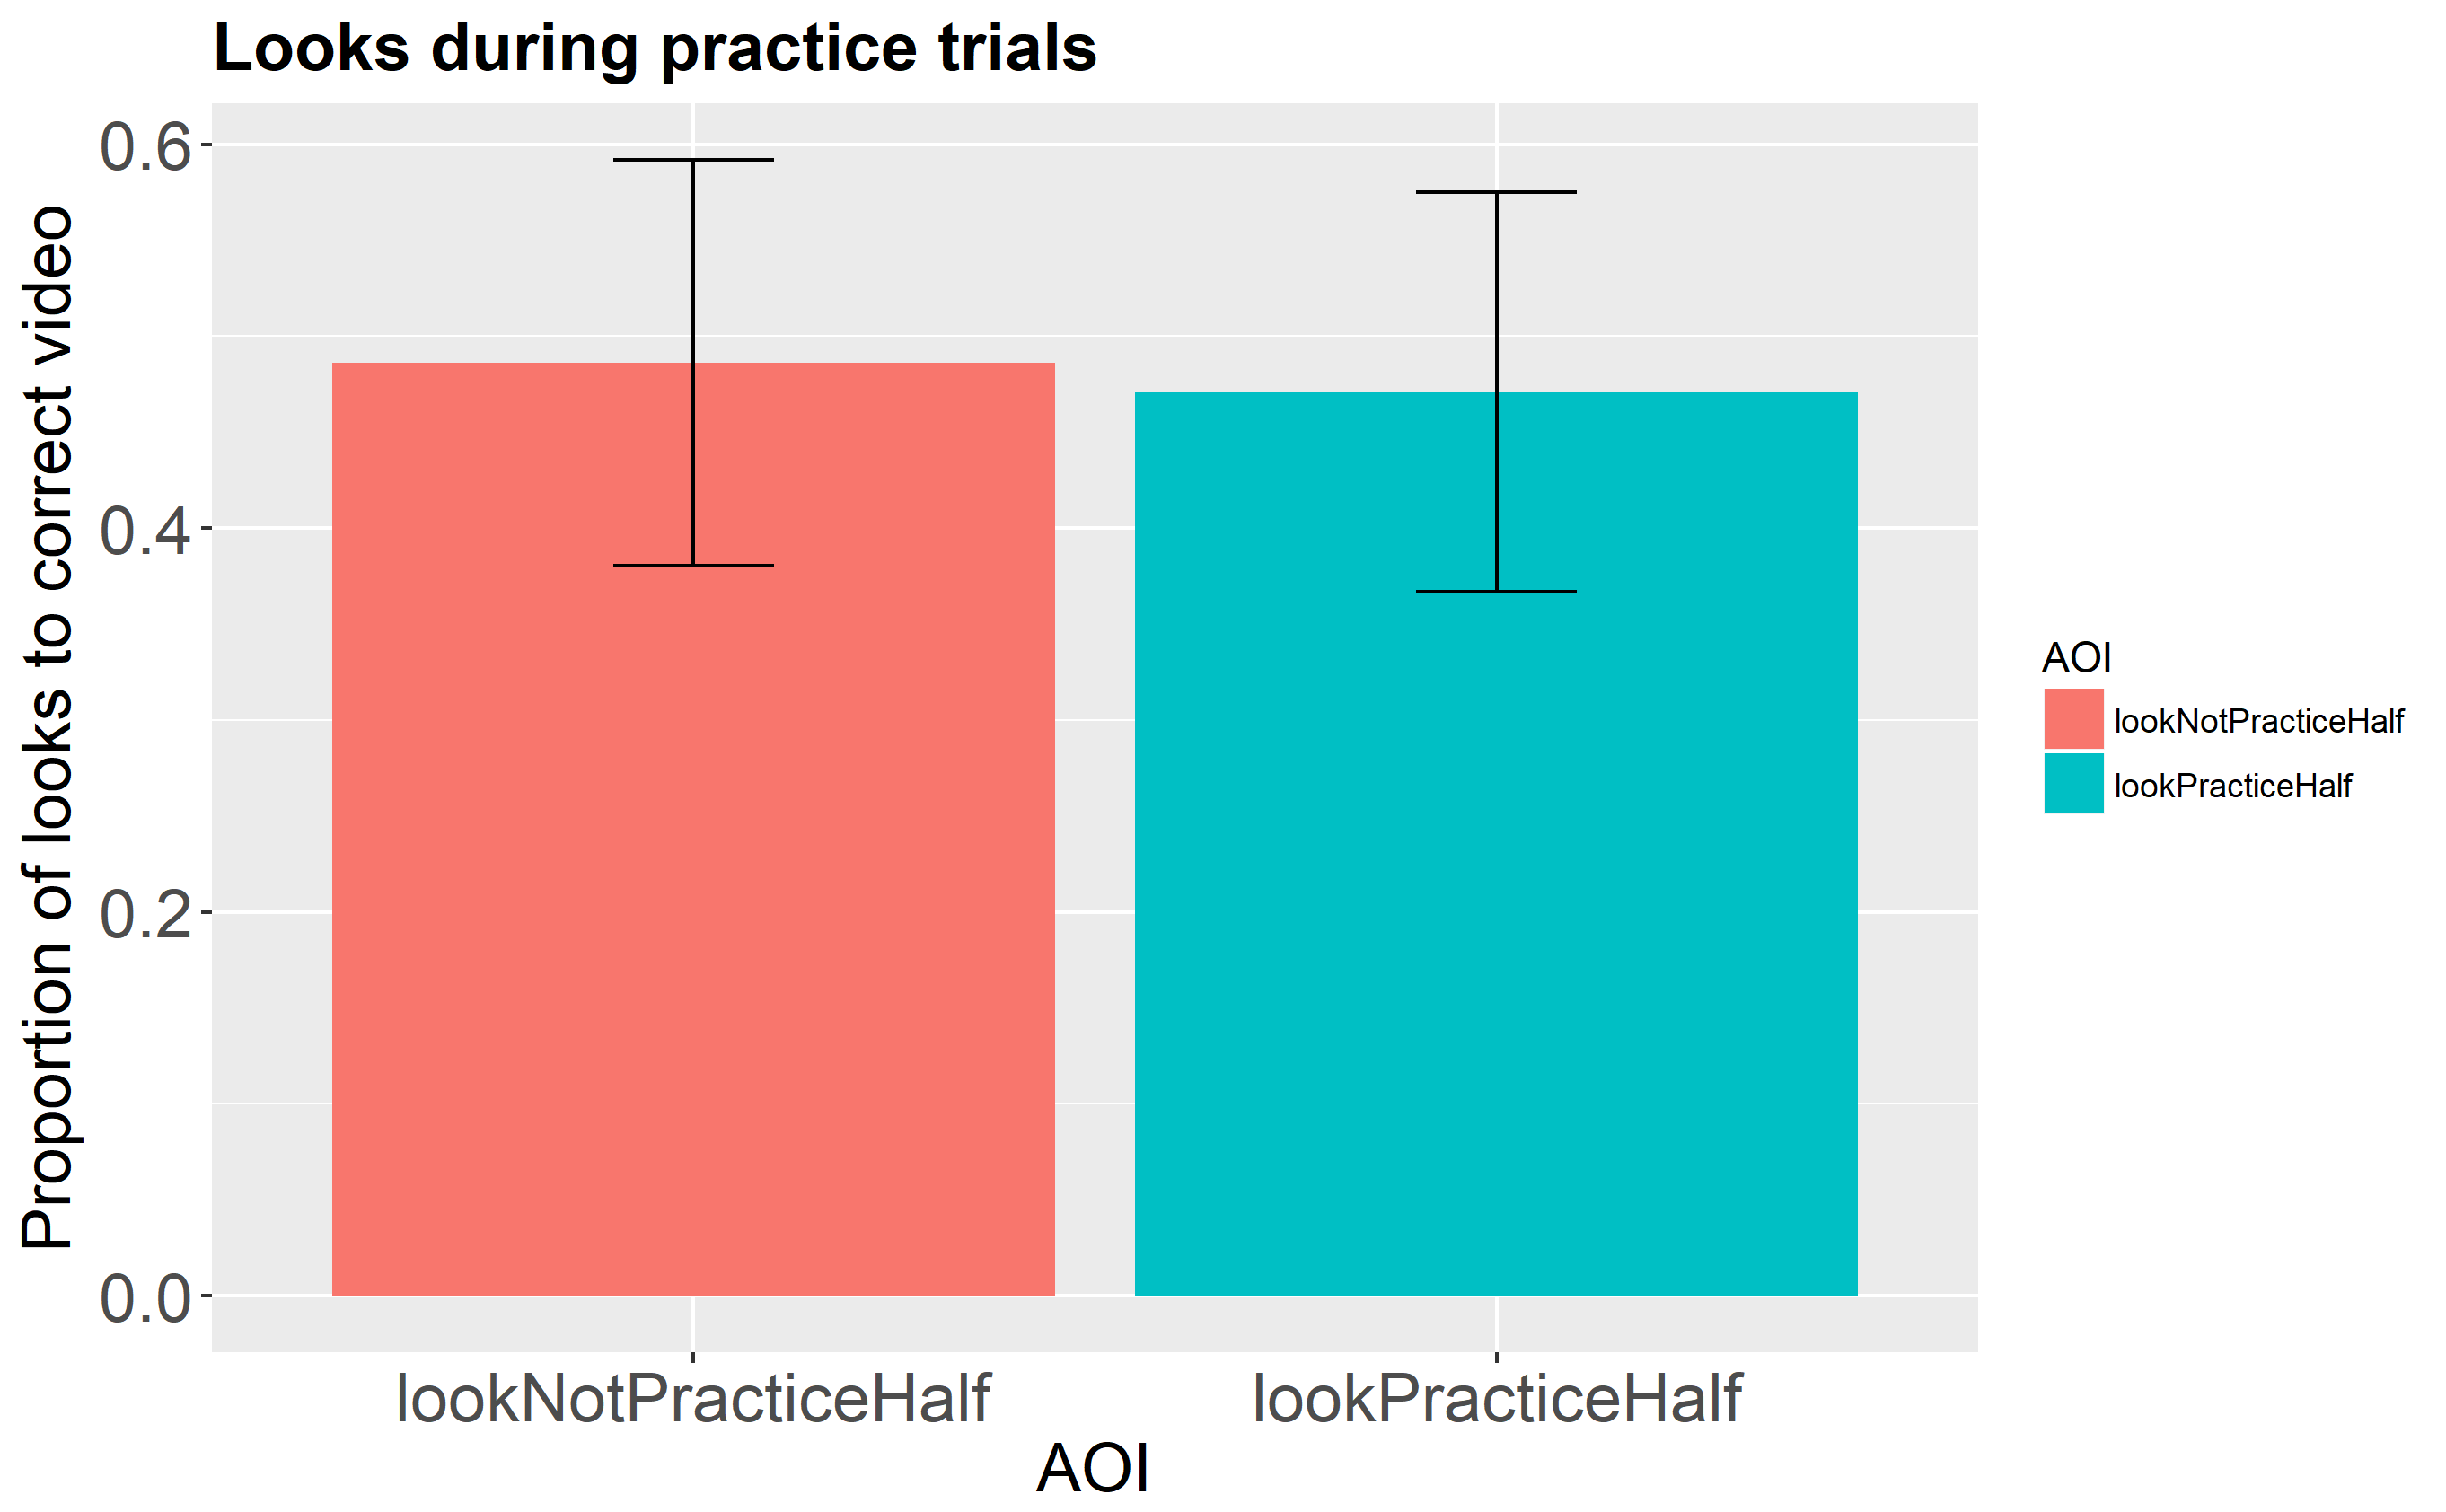 Looks during practice trials
Proportion of looks to correct video
0.6
0.4
0.2
0.0
lookNotPracticeHalf
lookPracticeHalf
AOI
AOI
lookNotPracticeHalf
lookPracticeHalf